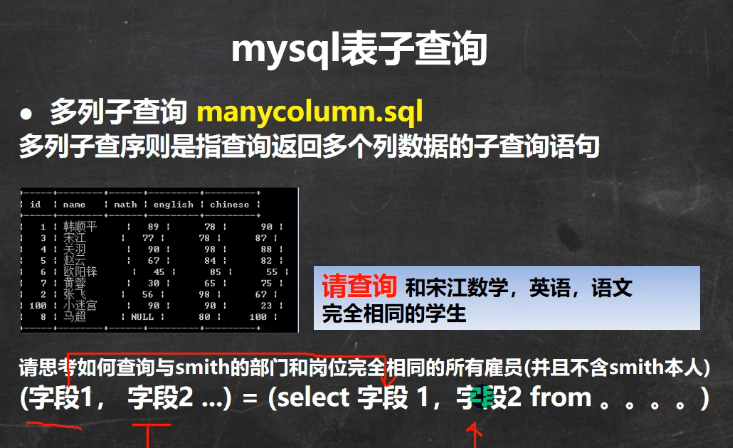 mysql表子查询
● 多列子查询 manycolumn.sql
多列子查序则是指查询返回多个列数据的子查询语句
id | name | math | english | chinese |
1 | 韩顺平 | 89 | 78 | 90 |
3 | 宋江 | 77 | 78 | 87 |
4 | 关羽 | 90 | 98 | 88 |
5 | 赵云 | 67 | 84 | 82 |
6 | 欧阳锋 | 45 | 85 | 55 |
7 | 黄蓉 | 30 | 65 | 75 |
2 | 张飞 | 56 | 98 | 67 |
100 | 小迷宫 | 90 | 90 | 23 |
8 | 马超 | NULL | 80 | 100 |
请查询 和宋江数学，英语，语文
完全相同的学生
请思考如何查询与smith的部门和岗位完全相同的所有雇员(并且不含smith本人)
(字段1， 字段2 ...) = (select 字段 1，字段2 from 。。。。)